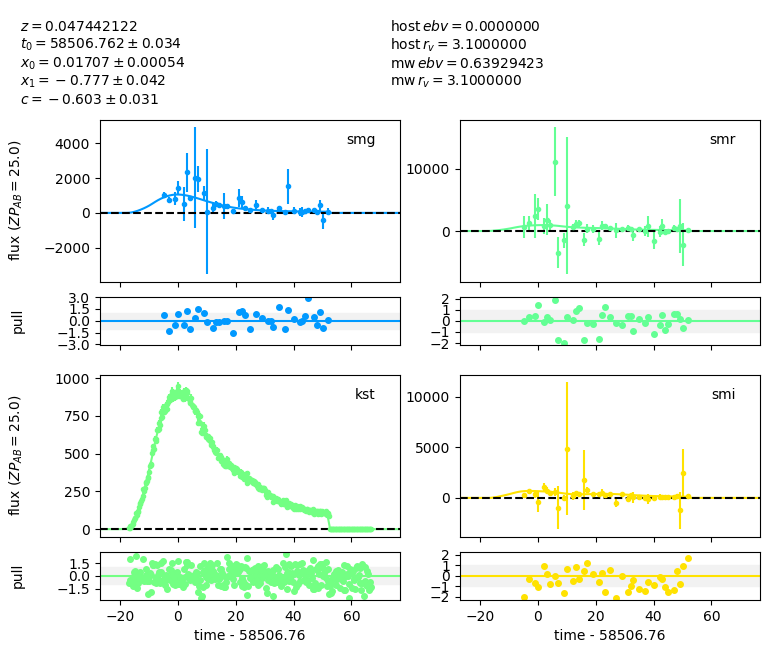 z = 0.047442122
t₀ = 58506.762 ± 0.034
x₀ = 0.01707 ± 0.00054
x₁ = −0.777 ± 0.042
c = −0.603 ± 0.031
host ebv = 0.0000000
host r_v = 3.1000000
mw ebv = 0.63929423
mw r_v = 3.1000000
flux (ZP_AB = 25.0)
4000
2000
0
−2000
smg
10000
0
smr
pull
3.0
1.5
0.0
−1.5
−3.0
2
1
0
−1
−2
flux (ZP_AB = 25.0)
1000
750
500
250
0
kst
10000
5000
0
smi
pull
1.5
0.0
−1.5
2
1
0
−1
−2
−20 0 20 40 60
−20 0 20 40 60
time - 58506.76
time - 58506.76